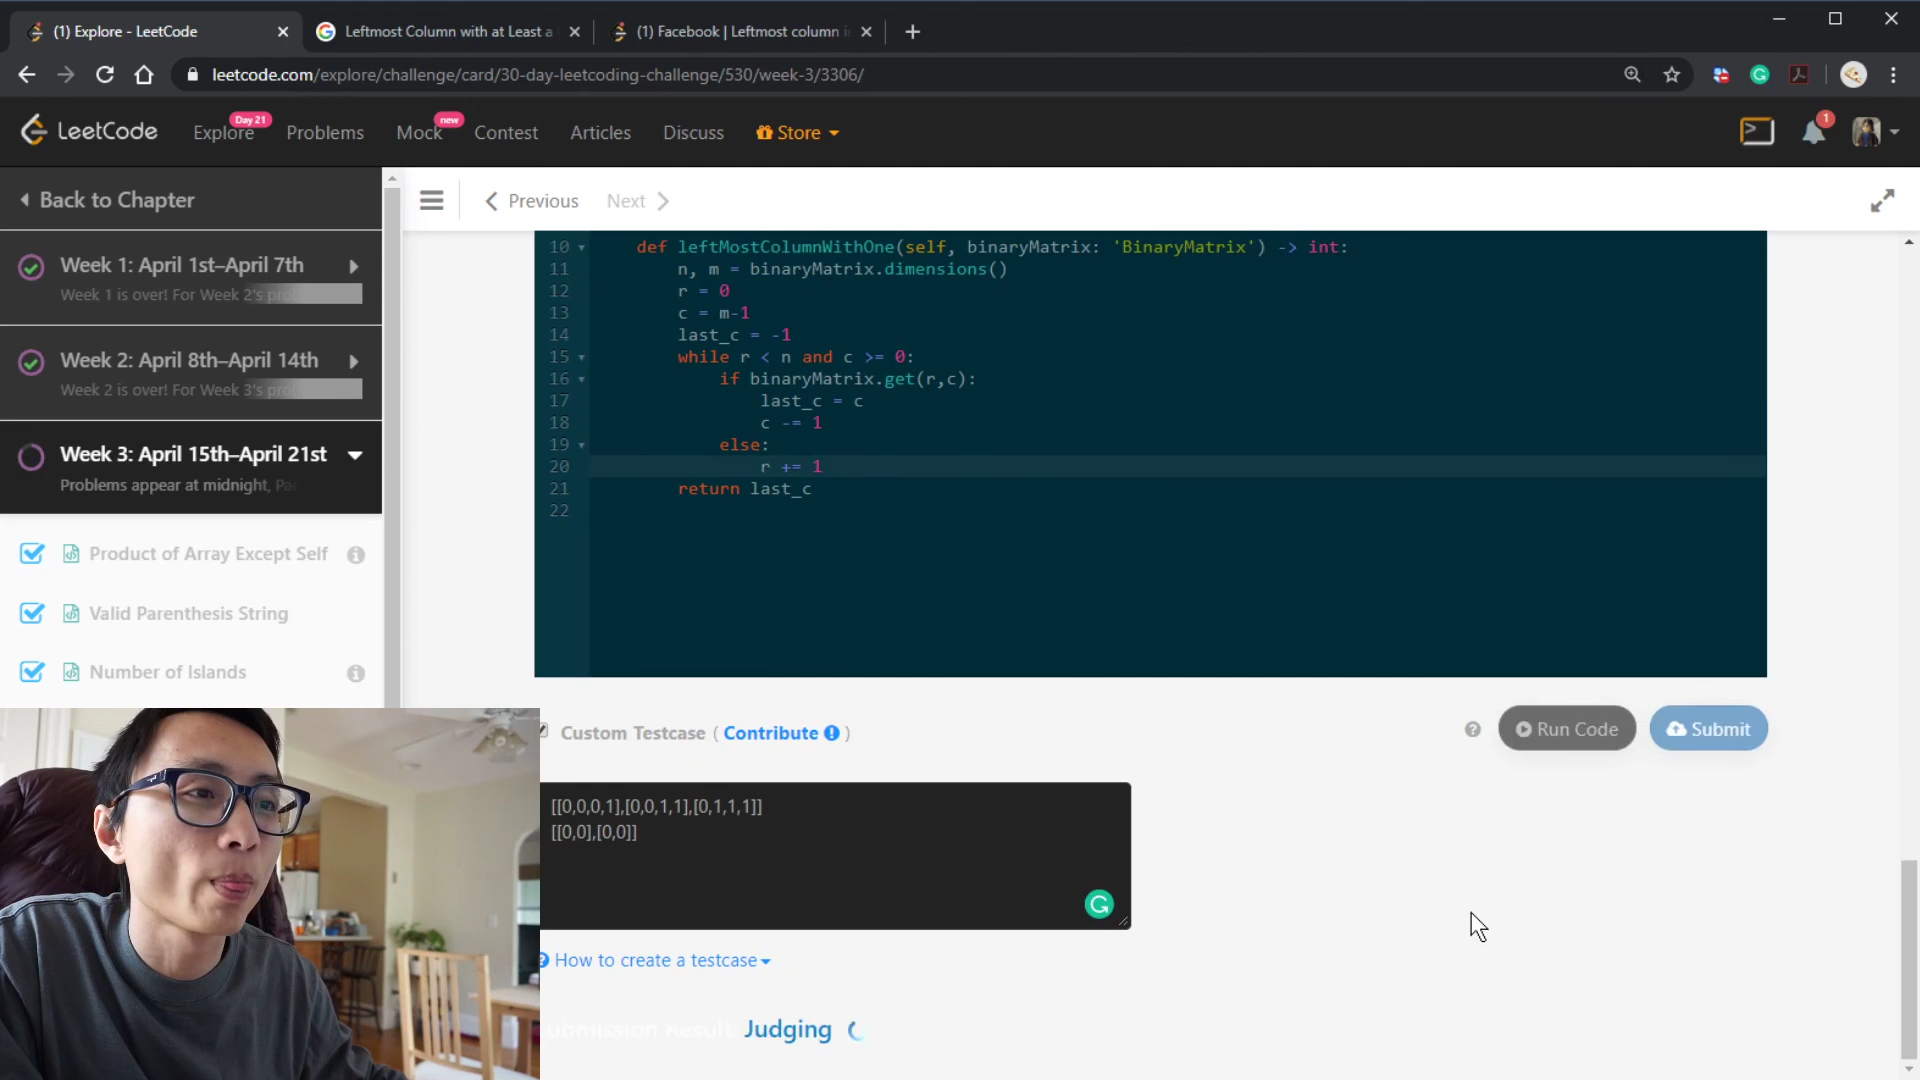 (1) Explore - LeetCode
Leftmost Column with at Least a
(1) Facebook | Leftmost column i
leetcode.com/explore/challenge/card/30-day-leetcoding-challenge/530/week-3/3306/
LeetCode
Explore
Day 21
Problems
Mock
new
Contest
Articles
Discuss
Store
1
Back to Chapter
Previous
Next
Week 1: April 1st–April 7th
Week 1 is over! For Week 2's
Week 2: April 8th–April 14th
Week 2 is over! For Week 3's
Week 3: April 15th–April 21st
Problems appear at midnight,
Product of Array Except Self
Valid Parenthesis String
Number of Islands
10 def leftMostColumnWithOne(self, binaryMatrix: 'BinaryMatrix') -> int:
11 n, m = binaryMatrix.dimensions()
12 r = 0
13 c = m-1
14 last_c = -1
15 while r < n and c >= 0:
16 if binaryMatrix.get(r,c):
17 last_c = c
18 c -= 1
19 else:
20 r += 1
21 return last_c
22
Custom Testcase ( Contribute )
? Run Code
Submit
[[0,0,0,1],[0,0,1,1],[0,1,1,1]]
[[0,0],[0,0]]
How to create a testcase
Result: Judging